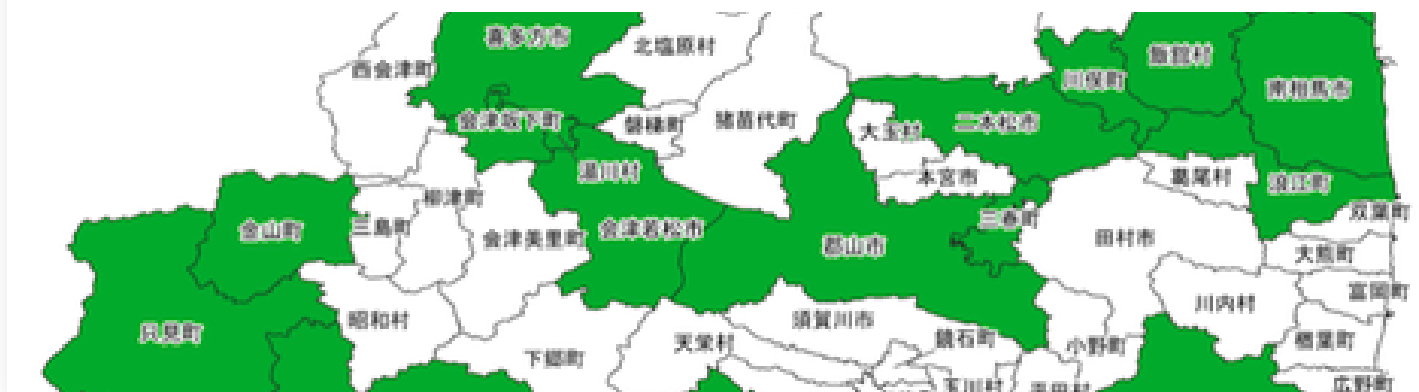 喜多方市
北塩原村
飯舘村
西会津町
川俣町
南相馬市
会津坂下町
磐梯町
猪苗代町
大玉村
二本松市
湯川村
本宮市
葛尾村
浪江町
柳津町
双葉町
金山町
三島町
会津美里町
会津若松市
三春町
郡山市
田村市
大熊町
富岡町
川内村
只見町
昭和村
須賀川市
鏡石町
小野町
楢葉町
下郷町
天栄村
玉川村
平田村
広野町